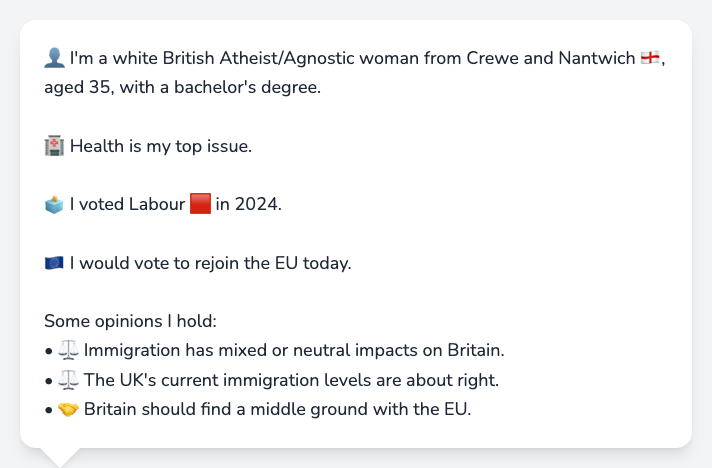 👤 I'm a white British Atheist/Agnostic woman from Crewe and Nantwich 🏴󠁧󠁢󠁥󠁮󠁧󠁿,
aged 35, with a bachelor's degree.
🏥 Health is my top issue.
🗳️ I voted Labour 🟥 in 2024.
🇪🇺 I would vote to rejoin the EU today.
Some opinions I hold:
• ⚖️ Immigration has mixed or neutral impacts on Britain.
• ⚖️ The UK's current immigration levels are about right.
• 🤝 Britain should find a middle ground with the EU.